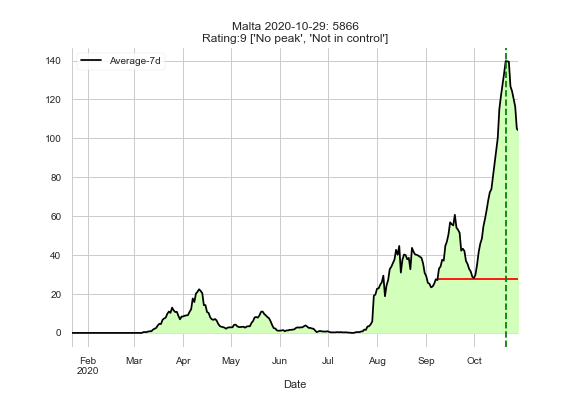 Malta 2020-10-29: 5866
Rating:9 ['No peak', 'Not in control']
Average-7d
140
120
100
80
60
40
20
0
Feb Mar Apr May Jun Jul Aug Sep Oct
2020
Date